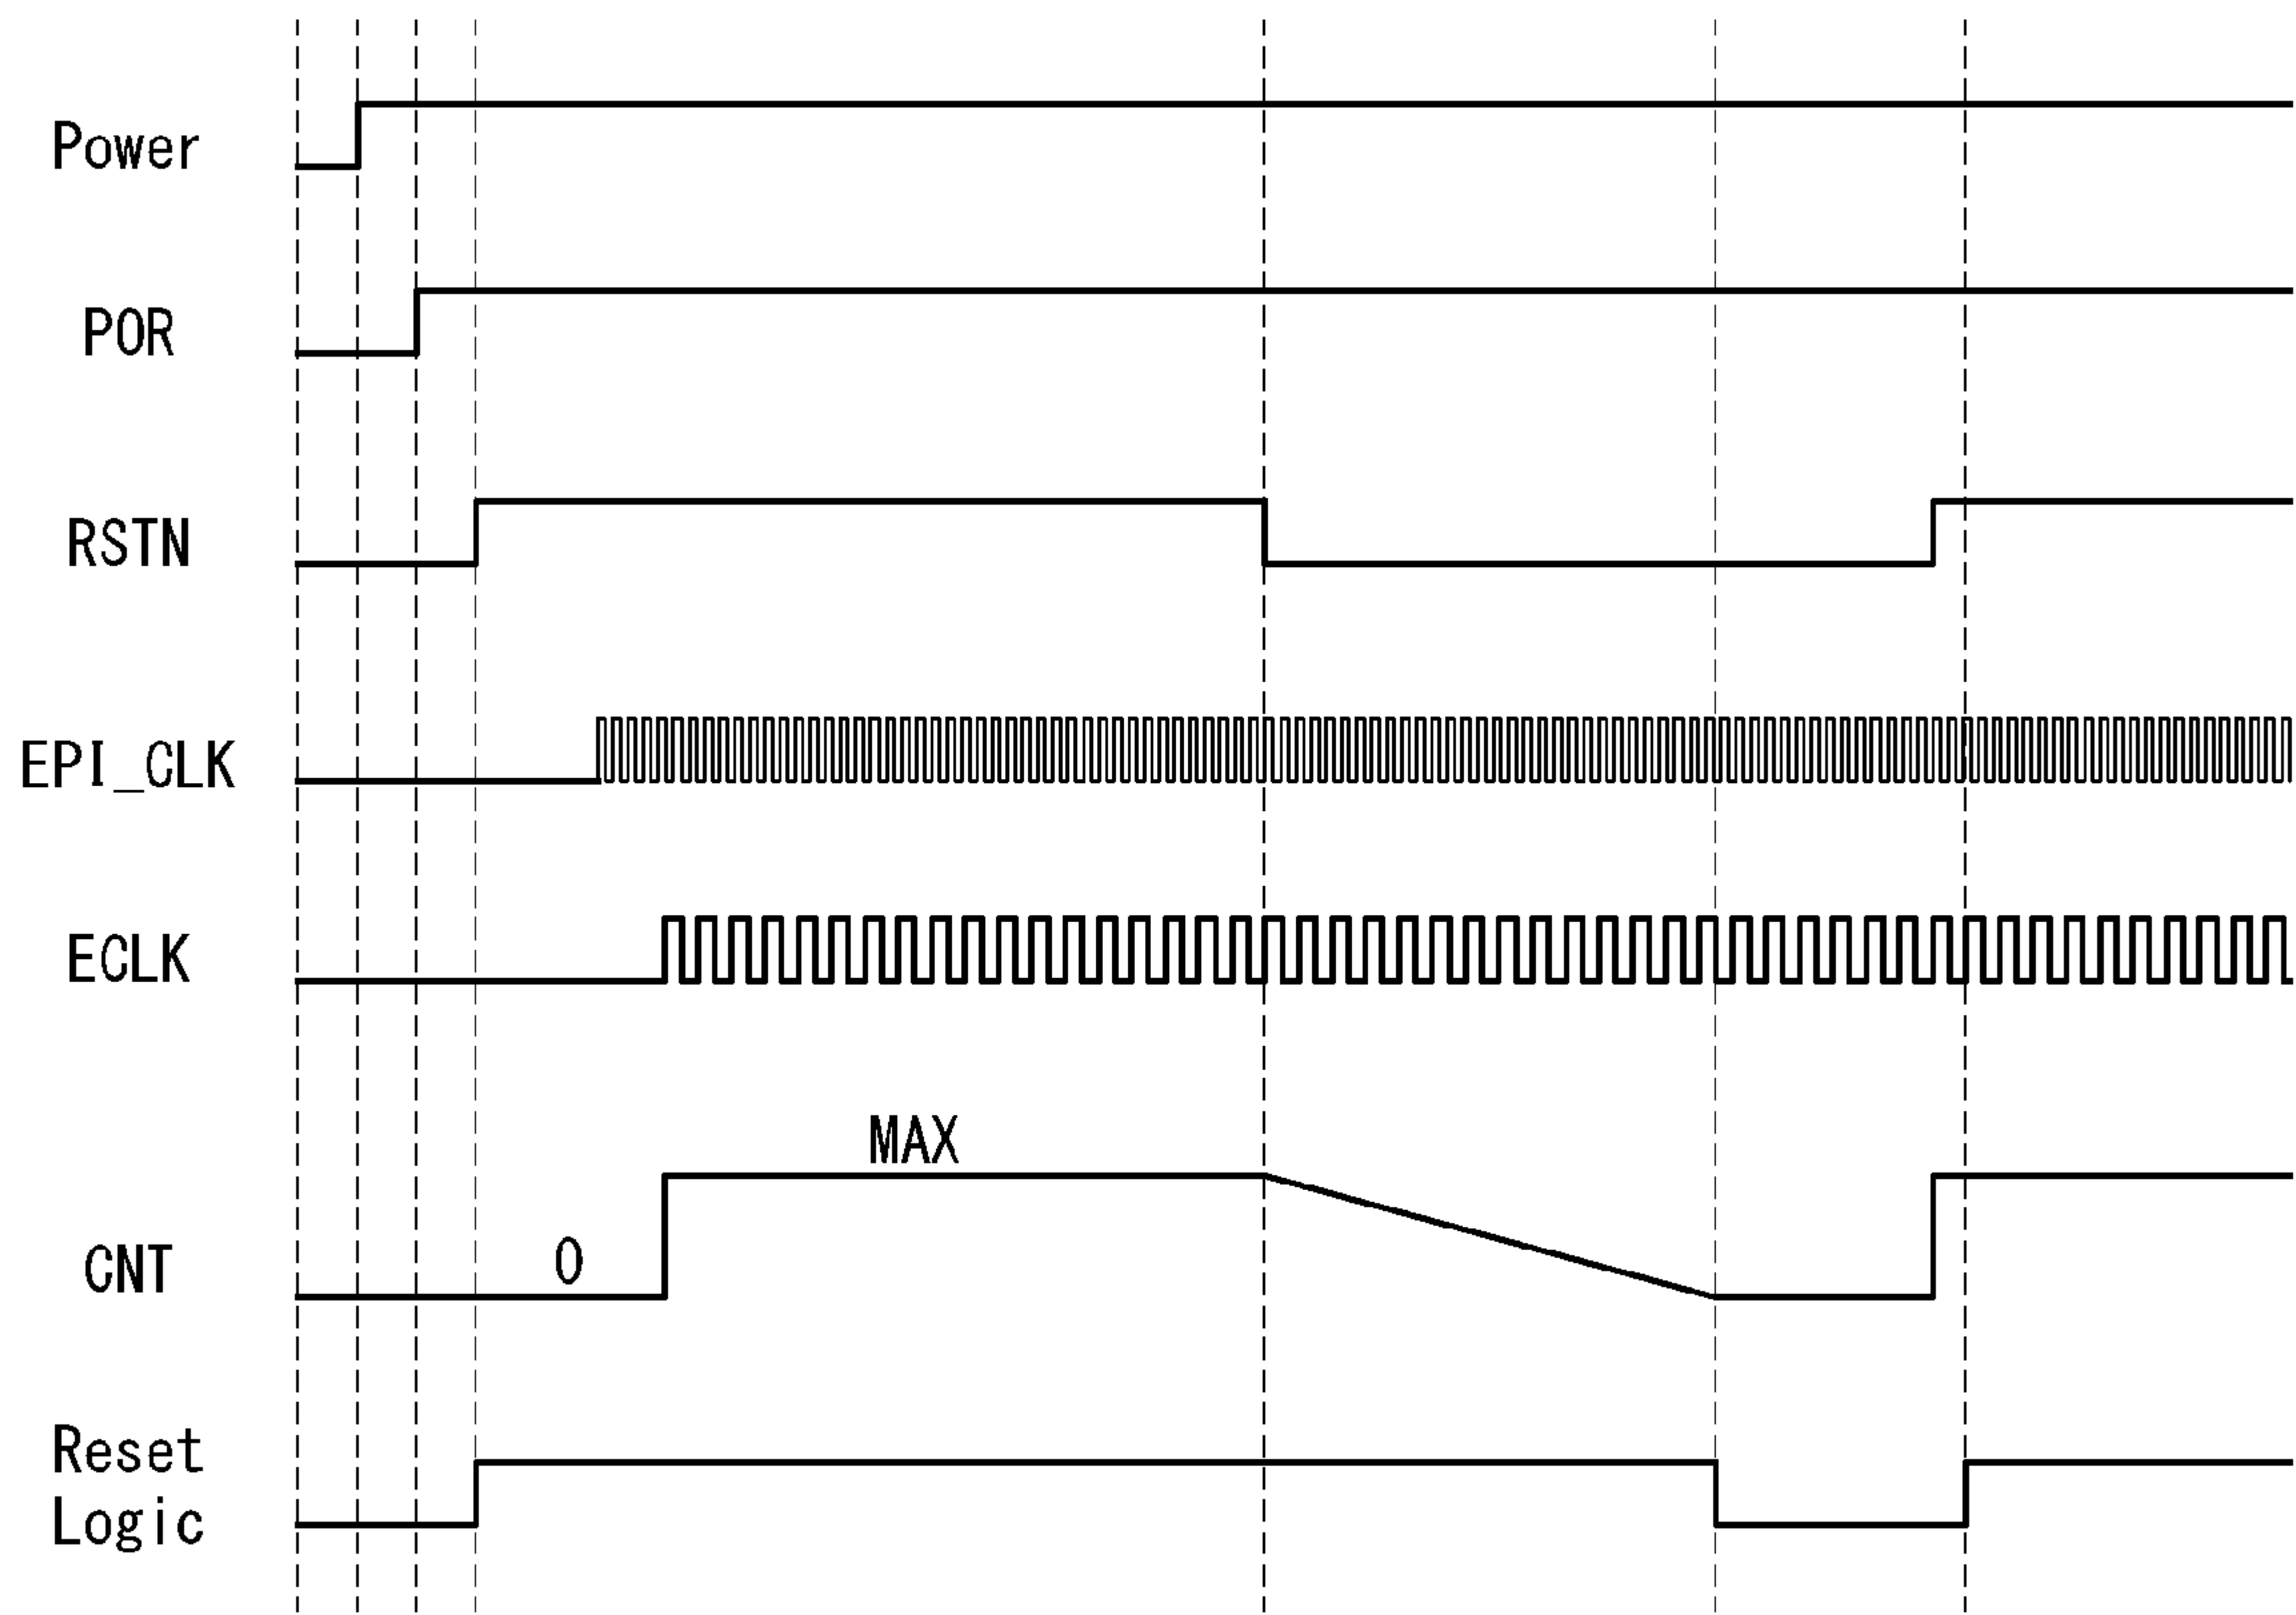 Power
POR
RSTN
EPI_CLK
ECLK
MAX
0
CNT
Reset
Logic